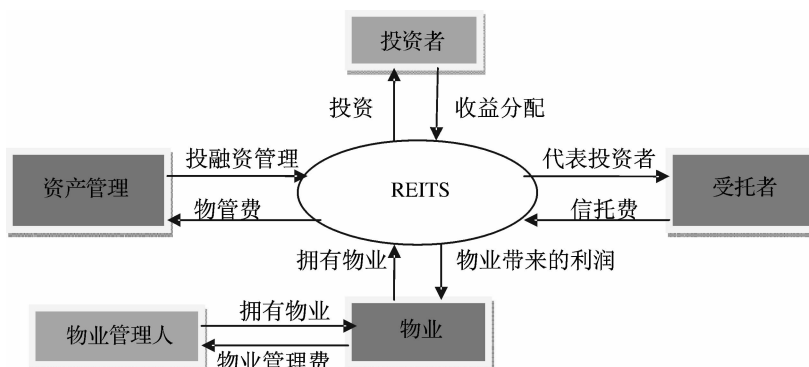 投资者
投资
收益分配
投融资管理
代表投资者
资产管理
REITS
受托者
物管费
信托费
拥有物业
物业带来的利润
拥有物业
物业管理人
物业
物业管理费